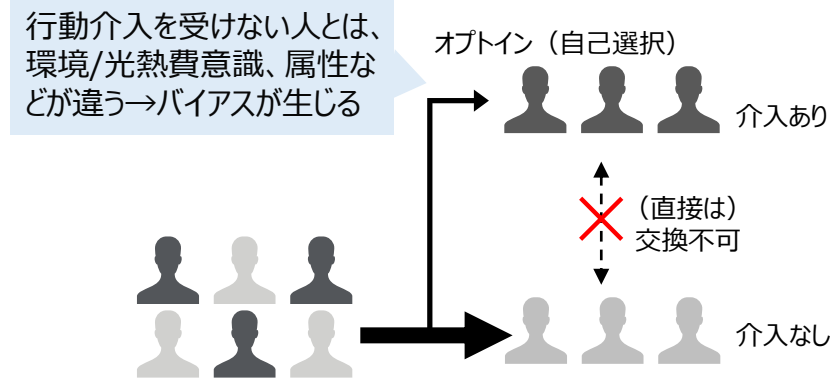 行動介入を受けない人とは、
環境/光熱費意識、属性な
どが違う→バイアスが生じる
オプトイン（自己選択）
介入あり
（直接は）
交換不可
介入なし